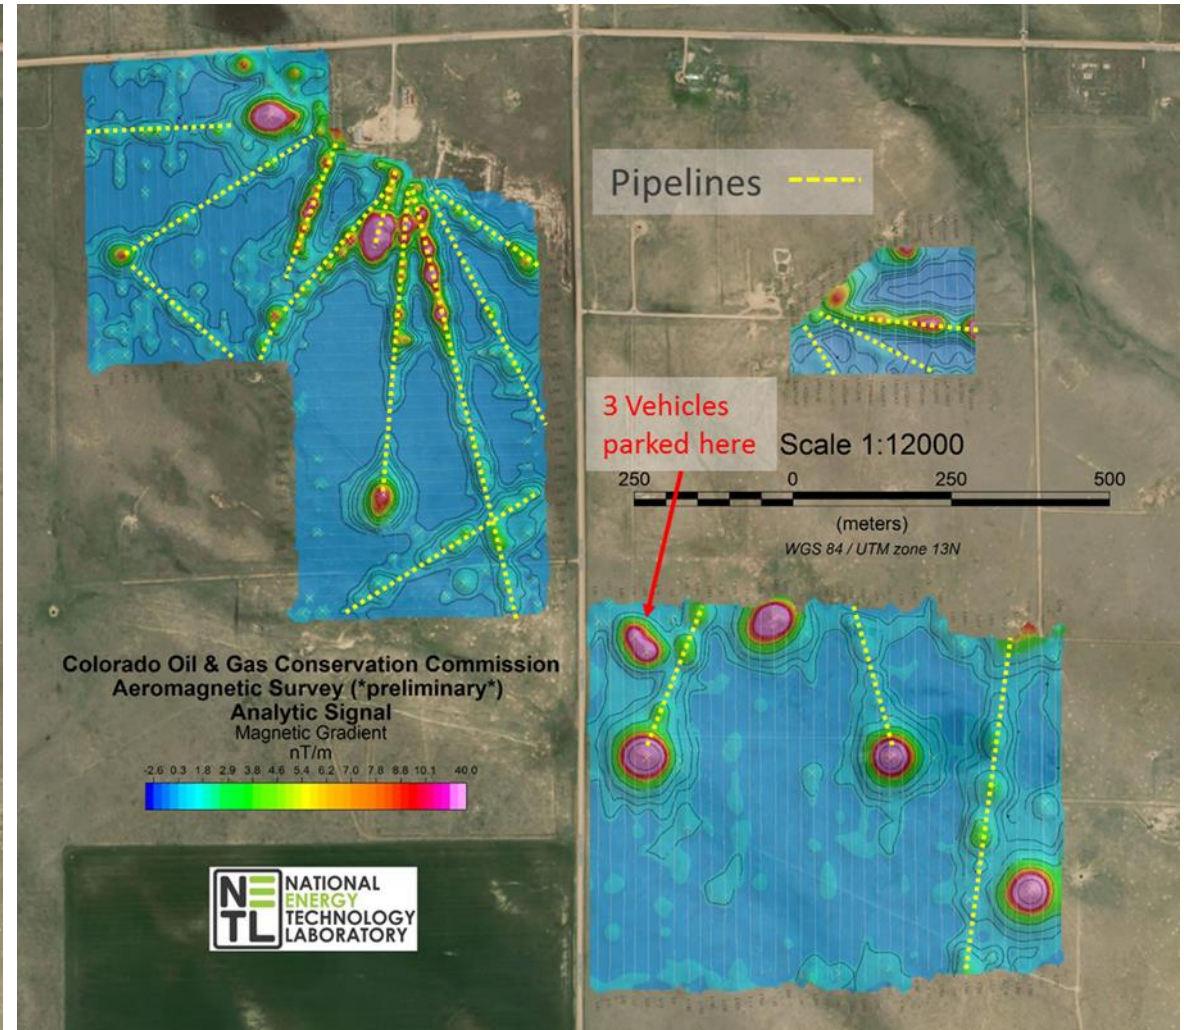 Pipelines
3 Vehicles
parked here
Scale 1:12000
250 0 250 500
(meters)
WGS 84 / UTM zone 13N
Colorado Oil & Gas Conservation Commission
Aeromagnetic Survey (*preliminary*)
Analytic Signal
Magnetic Gradient
nT/m
-2.6 0.3 1.8 2.9 3.8 4.6 5.4 6.2 7.0 7.8 8.8 10.1 40.0
NETL
NATIONAL
ENERGY
TECHNOLOGY
LABORATORY